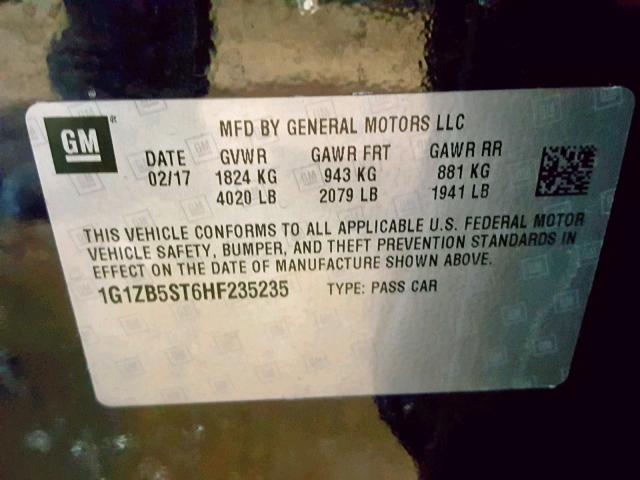 GM®
MFD BY GENERAL MOTORS LLC
DATE GVWR GAWR FRT GAWR RR
02/17 1824 KG 943 KG 881 KG
4020 LB 2079 LB 1941 LB
THIS VEHICLE CONFORMS TO ALL APPLICABLE U.S. FEDERAL MOTOR
VEHICLE SAFETY, BUMPER, AND THEFT PREVENTION STANDARDS IN
EFFECT ON THE DATE OF MANUFACTURE SHOWN ABOVE.
1G1ZB5ST6HF235235 TYPE: PASS CAR